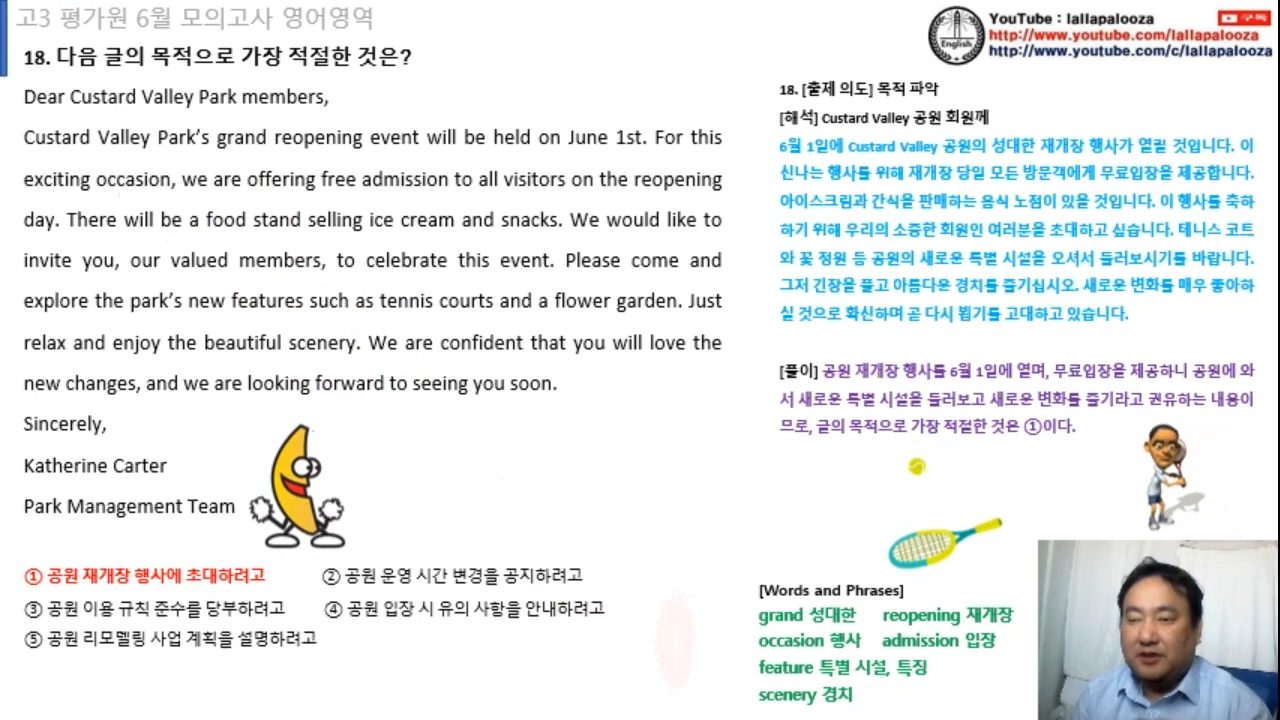 고3 평가원 6월 모의고사 영어영역
18. 다음 글의 목적으로 가장 적절한 것은?
Dear Custard Valley Park members,
Custard Valley Park's grand reopening event will be held on June 1st. For this
exciting occasion, we are offering free admission to all visitors on the reopening
day. There will be a food stand selling ice cream and snacks. We would like to
invite you, our valued members, to celebrate this event. Please come and
explore the park's new features such as tennis courts and a flower garden. Just
relax and enjoy the beautiful scenery. We are confident that you will love the
new changes, and we are looking forward to seeing you soon.
Sincerely,
Katherine Carter
Park Management Team
① 공원 재개장 행사에 초대하려고 ② 공원 운영 시간 변경을 공지하려고
③ 공원 이용 규칙 준수를 당부하려고 ④ 공원 입장 시 유의 사항을 안내하려고
⑤ 공원 리모델링 사업 계획을 설명하려고
English
YouTube : lallapalooza
구독
http://www.youtube.com/lallapalooza
http://www.youtube.com/c/lallapalooza
18. [출제 의도] 목적 파악
[해석] Custard Valley 공원 회원께
6월 1일에 Custard Valley 공원의 성대한 재개장 행사가 열릴 것입니다. 이
신나는 행사를 위해 재개장 당일 모든 방문객에게 무료입장을 제공합니다.
아이스크림과 간식을 판매하는 음식 노점이 있을 것입니다. 이 행사를 축하
하기 위해 우리의 소중한 회원인 여러분을 초대하고 싶습니다. 테니스 코트
와 꽃 정원 등 공원의 새로운 특별 시설을 오셔서 둘러보시기를 바랍니다.
그저 긴장을 풀고 아름다운 경치를 즐기십시오. 새로운 변화를 매우 좋아하
실 것으로 확신하며 곧 다시 뵙기를 고대하고 있습니다.
[풀이] 공원 재개장 행사를 6월 1일에 열며, 무료입장을 제공하니 공원에 와
서 새로운 특별 시설을 둘러보고 새로운 변화를 즐기라고 권유하는 내용이
므로, 글의 목적으로 가장 적절한 것은 ①이다.
[Words and Phrases]
grand 성대한 reopening 재개장
occasion 행사 admission 입장
feature 특별 시설, 특징
scenery 경치